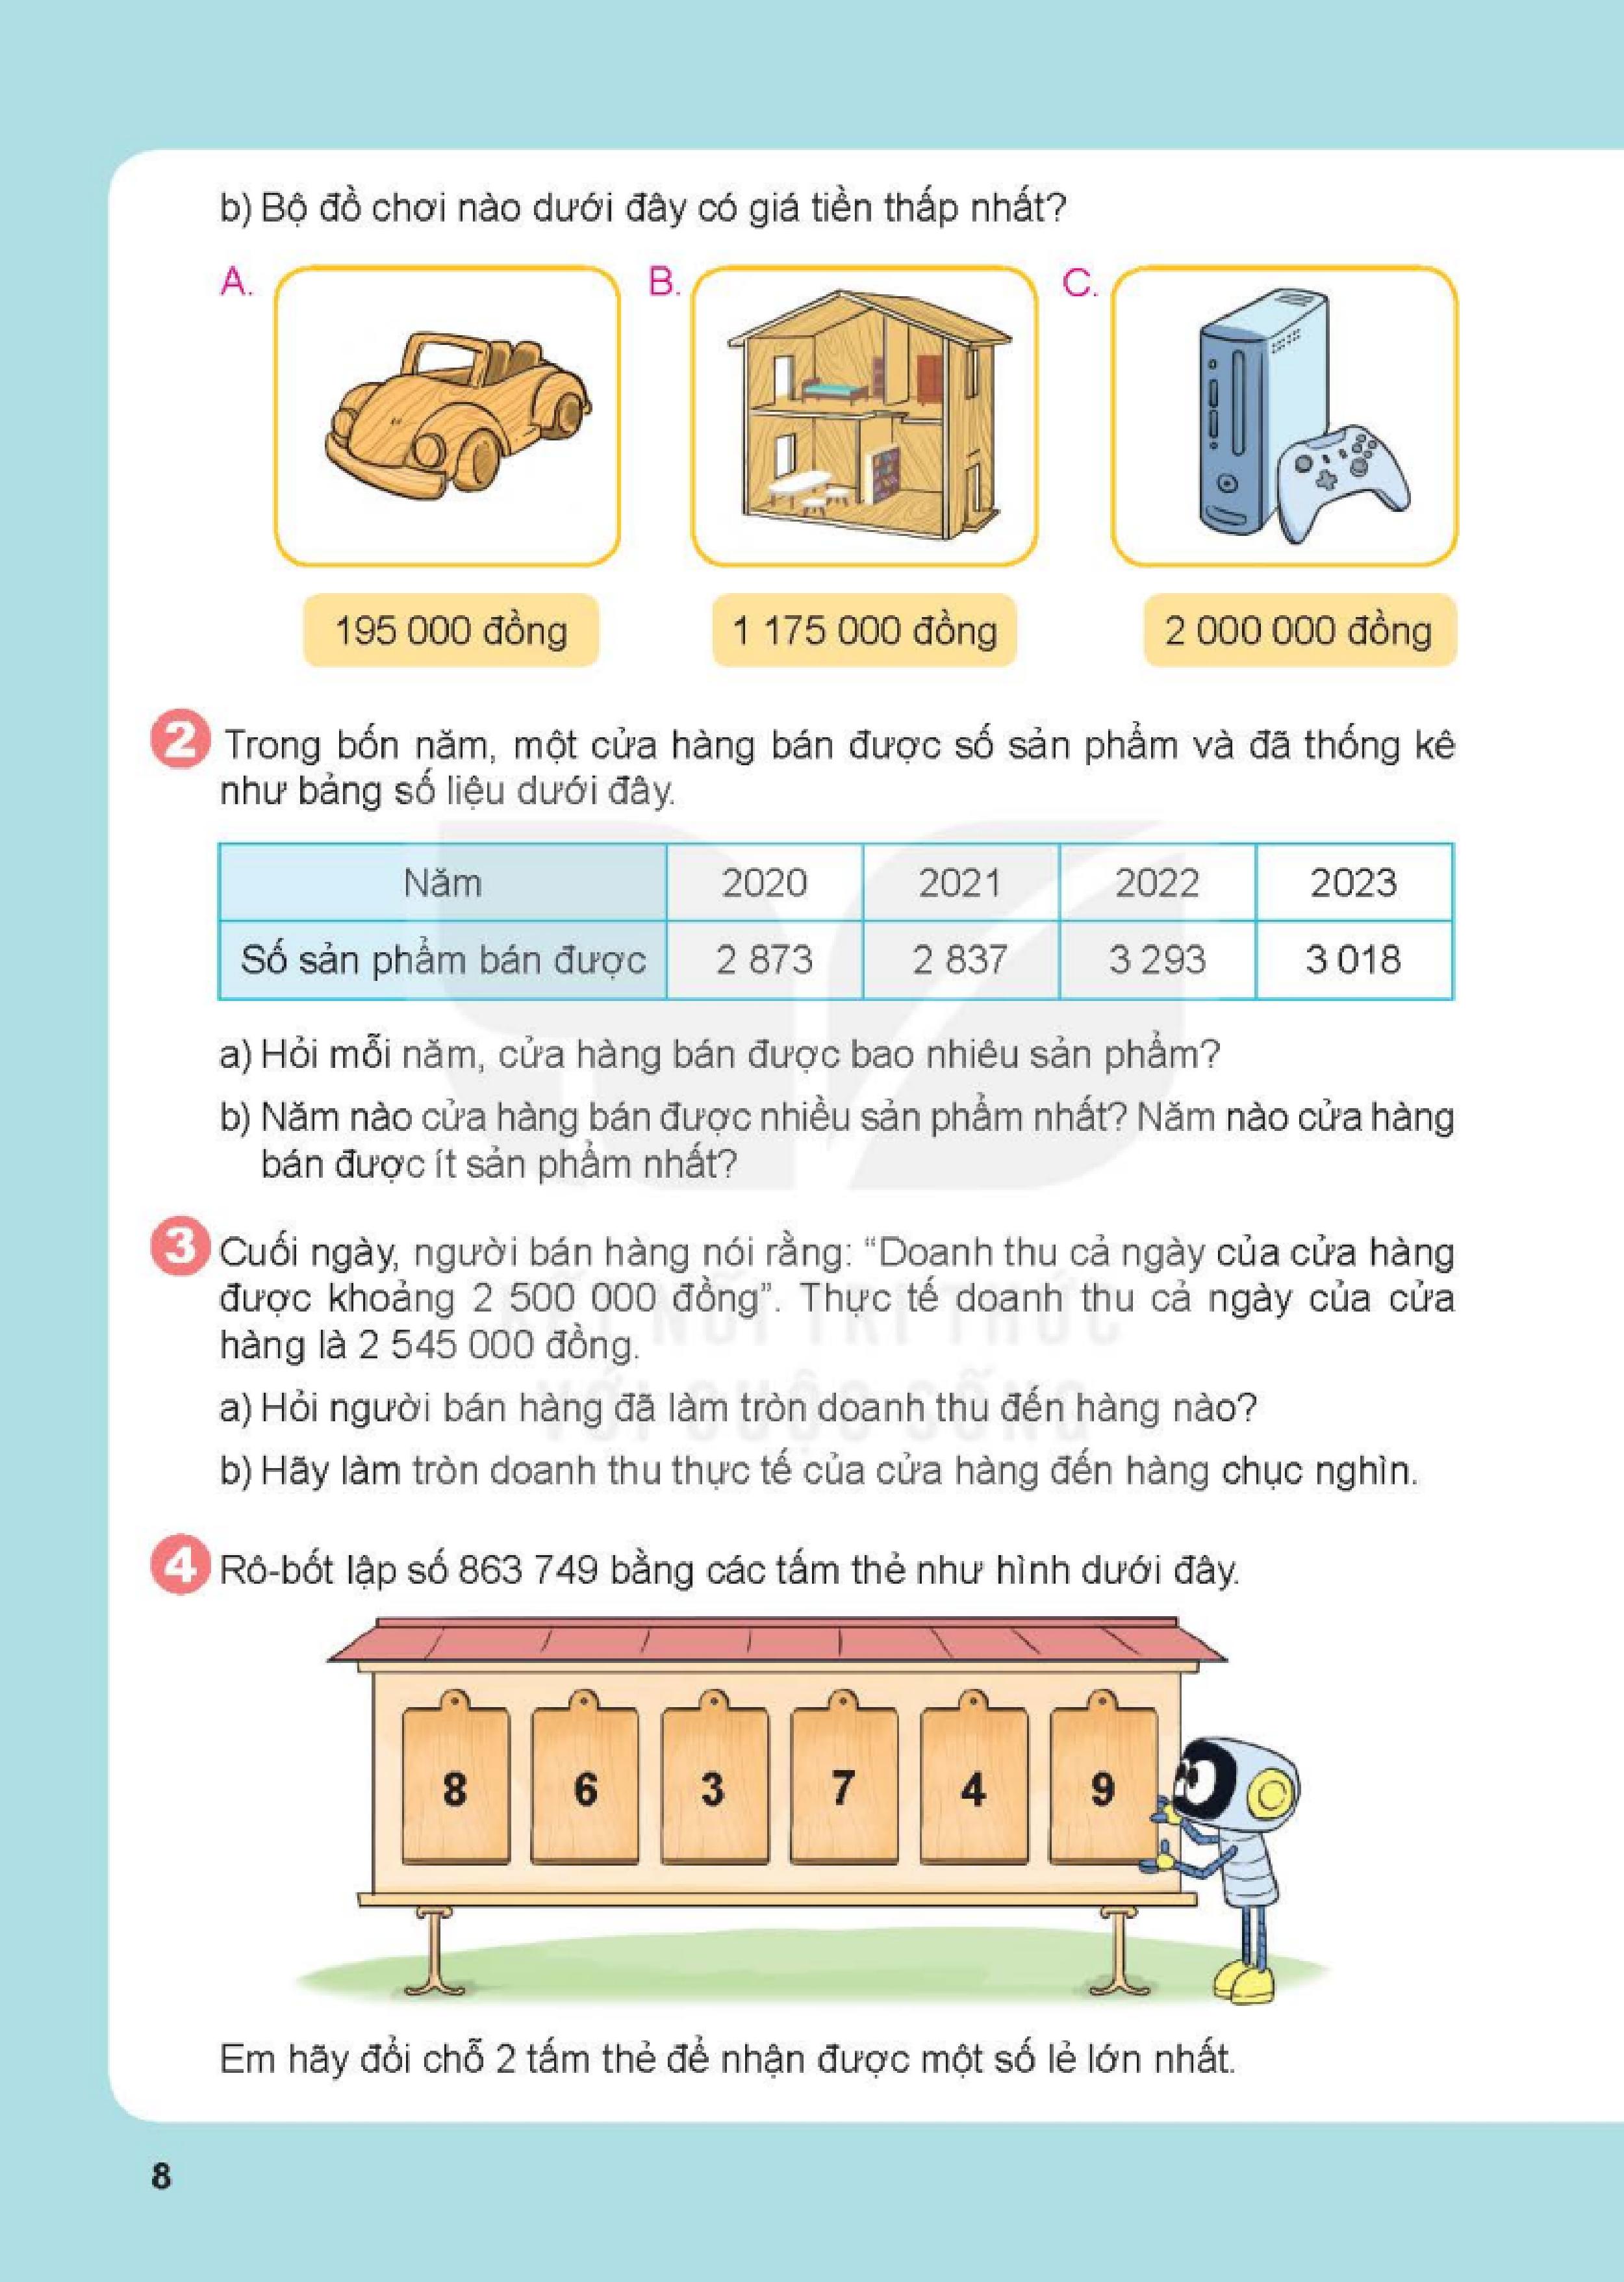 b) Bộ đồ chơi nào dưới đây có giá tiền thấp nhất?
A. B. C.
195 000 đồng 1 175 000 đồng 2 000 000 đồng
2 Trong bốn năm, một cửa hàng bán được số sản phẩm và đã thống kê
như bảng số liệu dưới đây.
Năm 2020 2021 2022 2023
Số sản phẩm bán được 2 873 2 837 3 293 3 018
a) Hỏi mỗi năm, cửa hàng bán được bao nhiêu sản phẩm?
b) Năm nào cửa hàng bán được nhiều sản phẩm nhất? Năm nào cửa hàng
bán được ít sản phẩm nhất?
3 Cuối ngày, người bán hàng nói rằng: “Doanh thu cả ngày của cửa hàng
được khoảng 2 500 000 đồng”. Thực tế doanh thu cả ngày của cửa
hàng là 2 545 000 đồng.
KẾT NỐI TRI THỨC
VỚI CUỘC SỐNG
a) Hỏi người bán hàng đã làm tròn doanh thu đến hàng nào?
b) Hãy làm tròn doanh thu thực tế của cửa hàng đến hàng chục nghìn.
4 Rô-bốt lập số 863 749 bằng các tấm thẻ như hình dưới đây.
8 6 3 7 4 9
Em hãy đổi chỗ 2 tấm thẻ để nhận được một số lẻ lớn nhất.
8